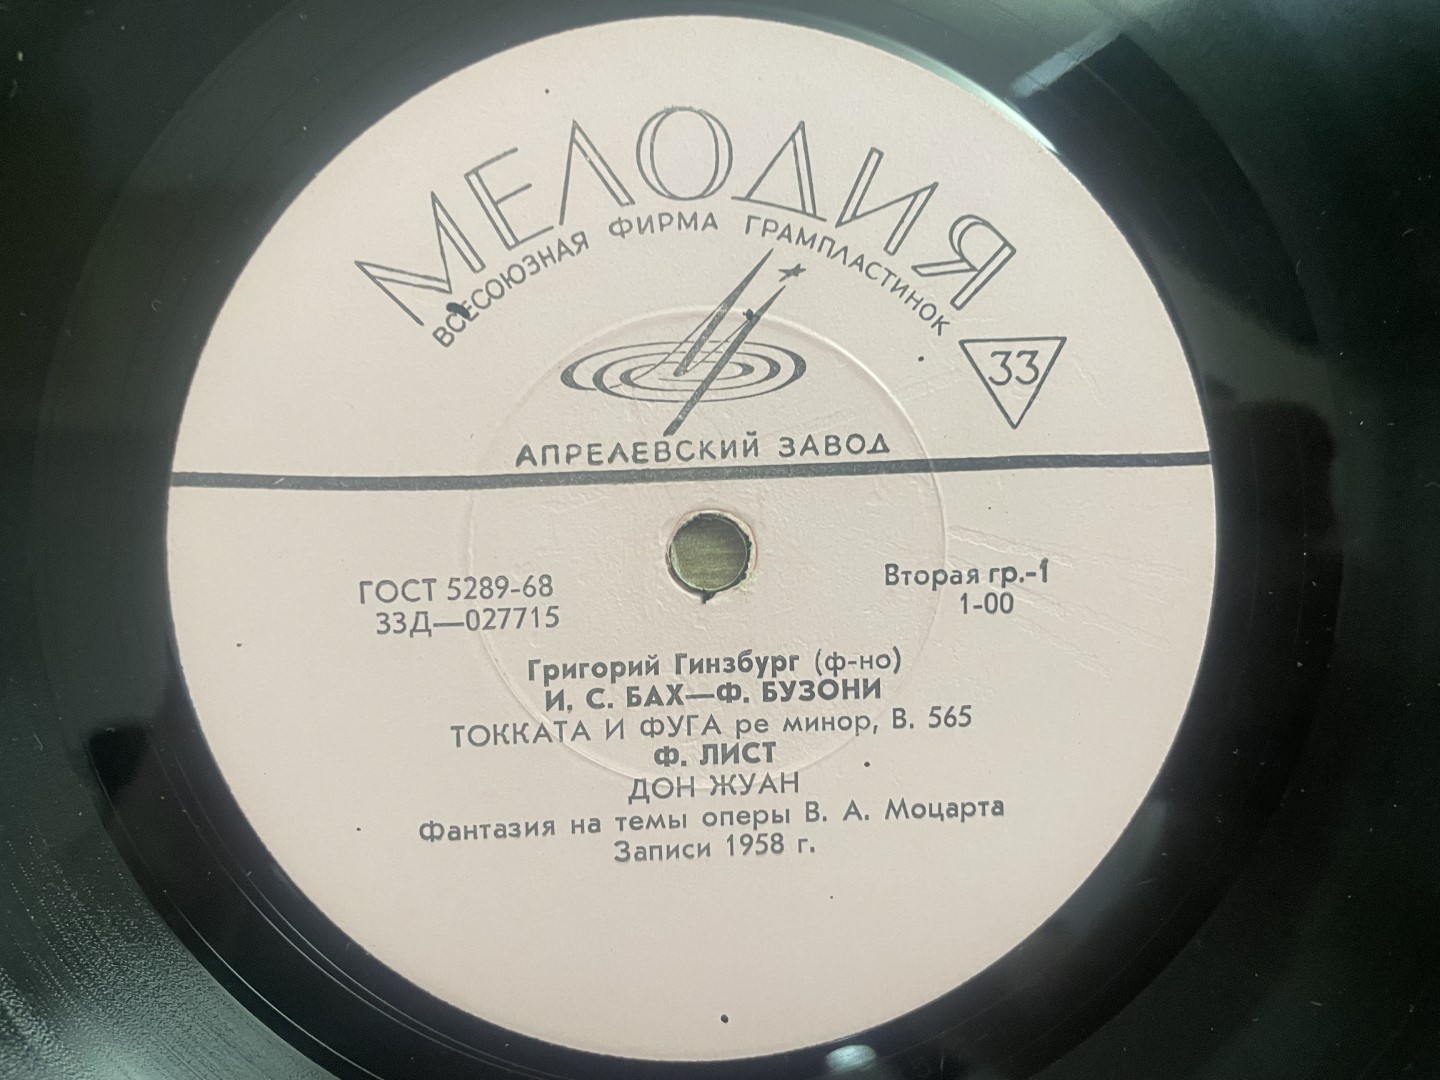 МЕЛОДИЯ
ВСЕСОЮЗНАЯ ФИРМА ГРАМПЛАСТИНОК
33
АПРЕЛЕВСКИЙ ЗАВОД
ГОСТ 5289-68
33Д—027715
Вторая гр.-1
1-00
Григорий Гинзбург (ф-но)
И. С. БАХ—Ф. БУЗОНИ
ТОККАТА И ФУГА ре минор, В. 565
Ф. ЛИСТ
ДОН ЖУАН
Фантазия на темы оперы В. А. Моцарта
Записи 1958 г.